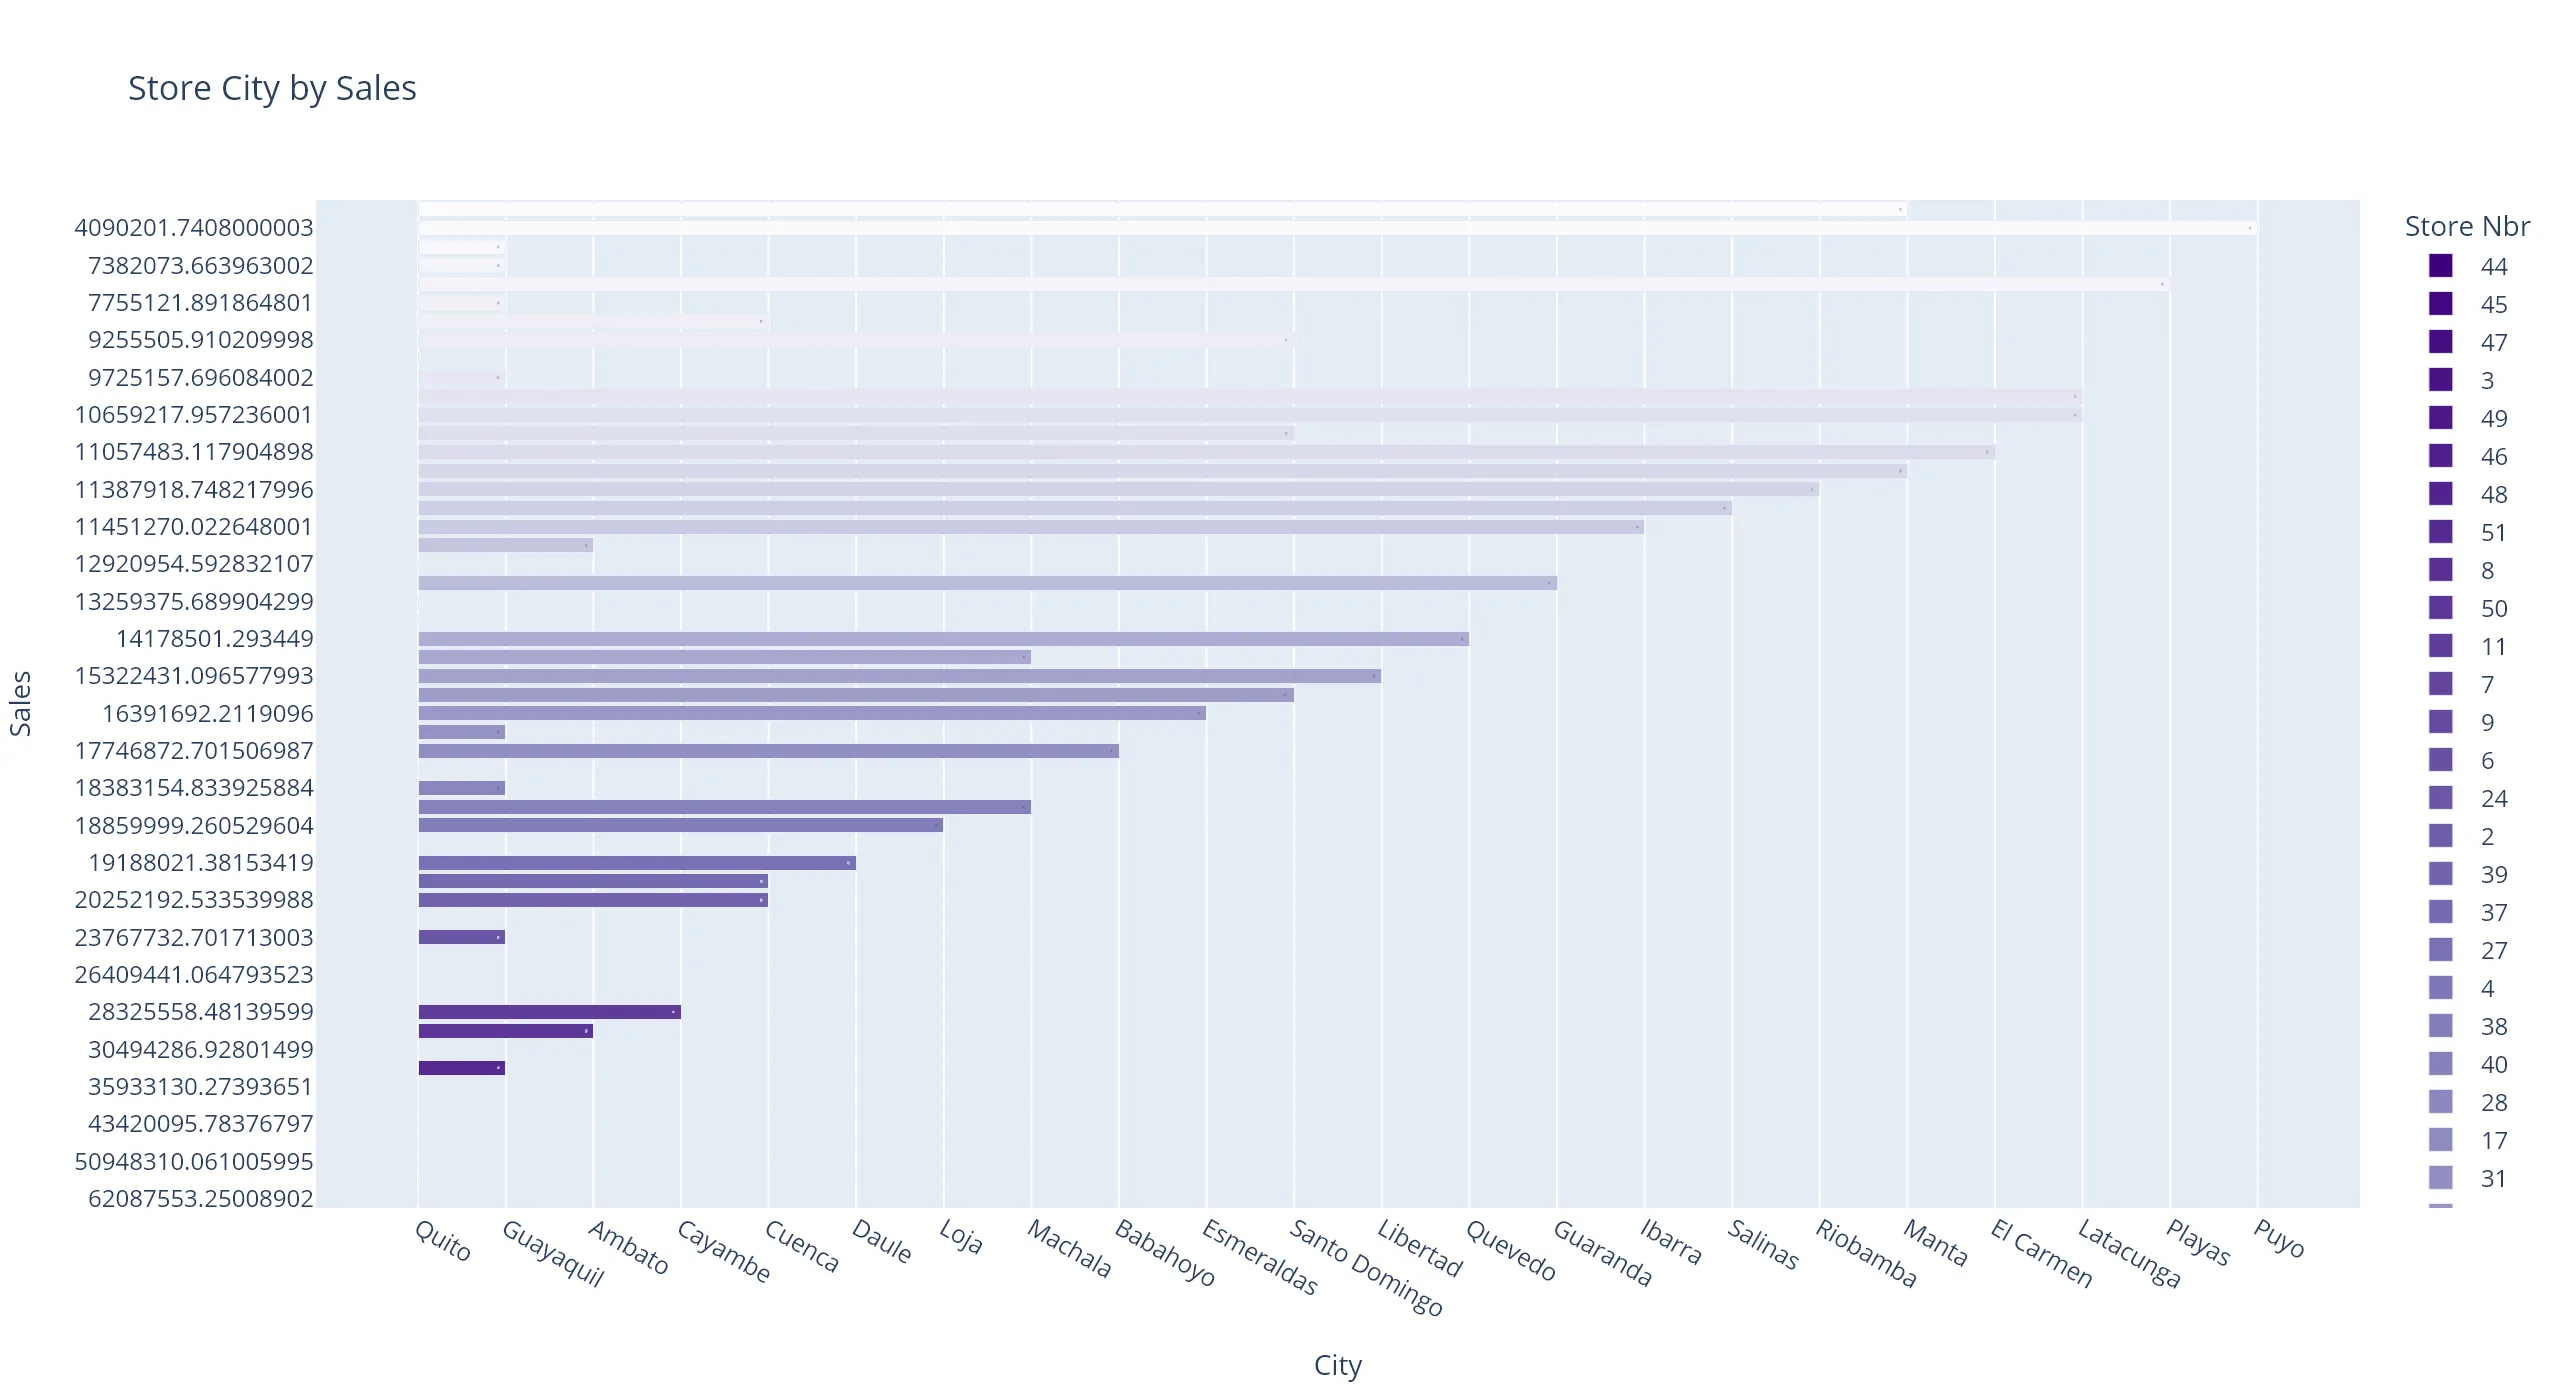 Store City by Sales
Sales
4090201.7408000003
7382073.663963002
7755121.891864801
9255505.910209998
9725157.696084002
10659217.957236001
11057483.117904898
11387918.748217996
11451270.022648001
12920954.592832107
13259375.689904299
14178501.293449
15322431.096577993
16391692.2119096
17746872.701506987
18383154.833925884
18859999.260529604
19188021.38153419
20252192.533539988
23767732.701713003
26409441.064793523
28325558.48139599
30494286.92801499
35933130.27393651
43420095.78376797
50948310.061005995
62087553.25008902
Quito
Guayaquil
Ambato
Cayambe
Cuenca
Daule
Loja
Machala
Babahoyo
Esmeraldas
Santo Domingo
Libertad
Quevedo
Guaranda
Ibarra
Salinas
Riobamba
Manta
El Carmen
Latacunga
Playas
Puyo
City
Store Nbr
44
45
47
3
49
46
48
51
8
50
11
7
9
6
24
2
39
37
27
4
38
40
28
17
31